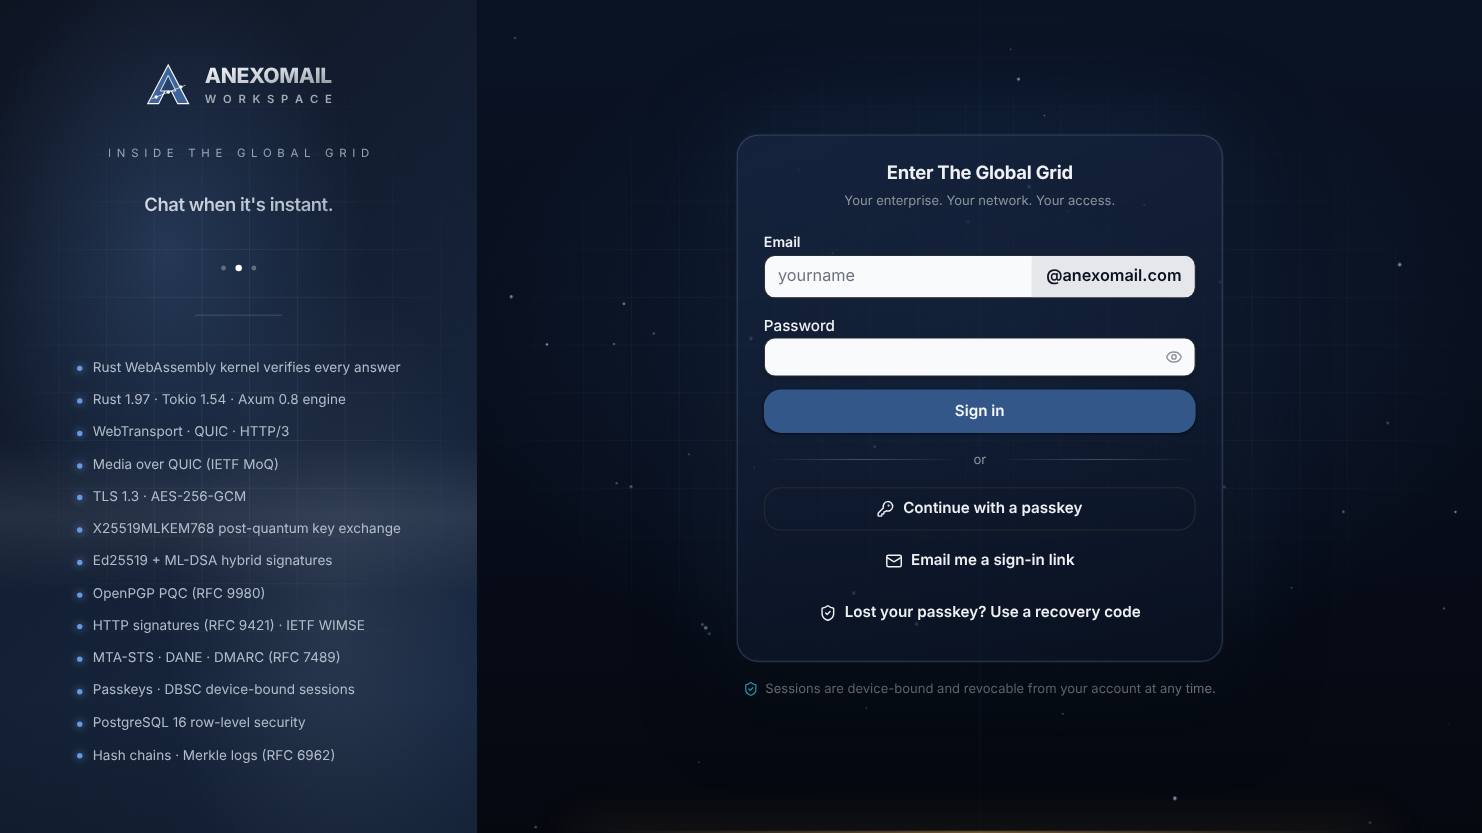 ANEXOMAIL
WORKSPACE
INSIDE THE GLOBAL GRID
Chat when it's instant.
Rust WebAssembly kernel verifies every answer
Rust 1.97 · Tokio 1.54 · Axum 0.8 engine
WebTransport · QUIC · HTTP/3
Media over QUIC (IETF MoQ)
TLS 1.3 · AES-256-GCM
X25519MLKEM768 post-quantum key exchange
Ed25519 + ML-DSA hybrid signatures
OpenPGP PQC (RFC 9980)
HTTP signatures (RFC 9421) · IETF WIMSE
MTA-STS · DANE · DMARC (RFC 7489)
Passkeys · DBSC device-bound sessions
PostgreSQL 16 row-level security
Hash chains · Merkle logs (RFC 6962)
Enter The Global Grid
Your enterprise. Your network. Your access.
Email
yourname @anexomail.com
Password
Sign in
or
Continue with a passkey
Email me a sign-in link
Lost your passkey? Use a recovery code
Sessions are device-bound and revocable from your account at any time.